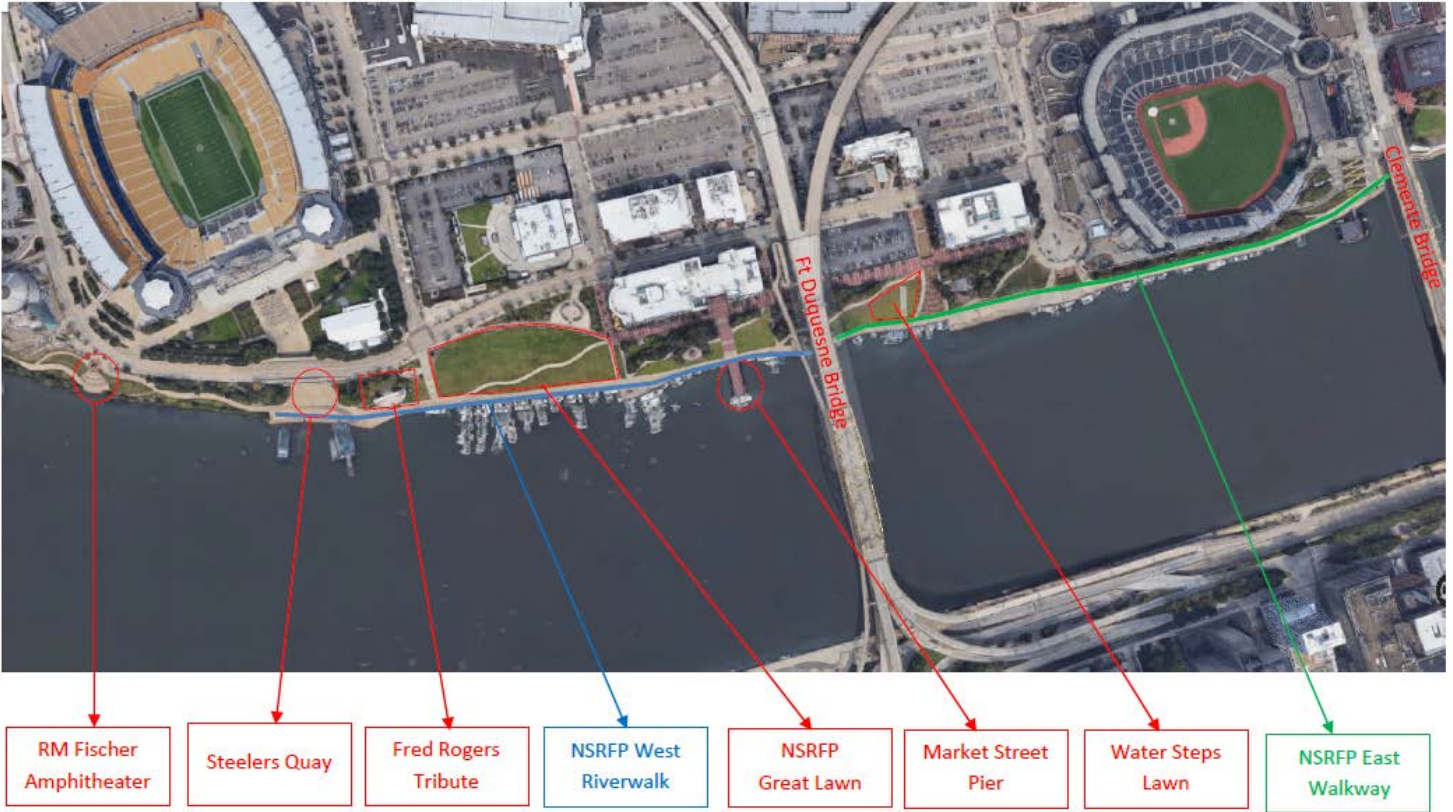 Clemente Bridge
Ft Duquesne Bridge
RM Fischer
Amphitheater
Steelers Quay
Fred Rogers
Tribute
NSRFP West
Riverwalk
NSRFP
Great Lawn
Market Street
Pier
Water Steps
Lawn
NSRFP East
Walkway